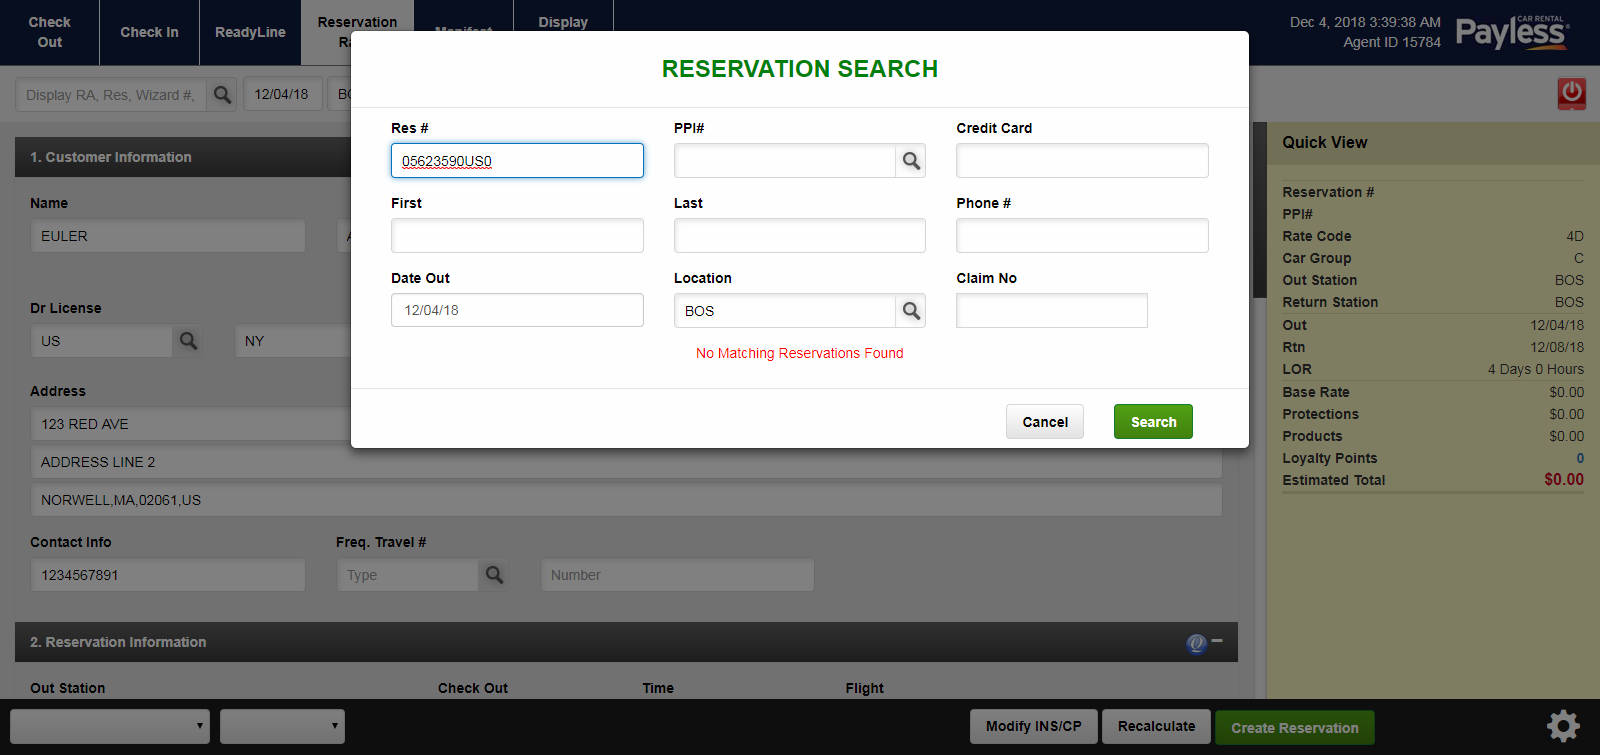 Check Out
Check In
ReadyLine
Reservation
Display
Dec 4, 2018 3:39:38 AM
Agent ID 15784
Payless CAR RENTAL
Display RA, Res, Wizard #,
12/04/18
RESERVATION SEARCH
Res #
PPI#
Credit Card
05623590US0
First
Last
Phone #
Date Out
Location
Claim No
12/04/18
BOS
No Matching Reservations Found
Cancel
Search
1. Customer Information
Name
EULER
Dr License
US
NY
Address
123 RED AVE
ADDRESS LINE 2
NORWELL,MA,02061,US
Contact Info
Freq. Travel #
1234567891
Type
Number
2. Reservation Information
Out Station
Check Out
Time
Flight
Quick View
Reservation #
PPI#
Rate Code 4D
Car Group C
Out Station BOS
Return Station BOS
Out 12/04/18
Rtn 12/08/18
LOR 4 Days 0 Hours
Base Rate $0.00
Protections $0.00
Products $0.00
Loyalty Points 0
Estimated Total $0.00
Modify INS/CP
Recalculate
Create Reservation